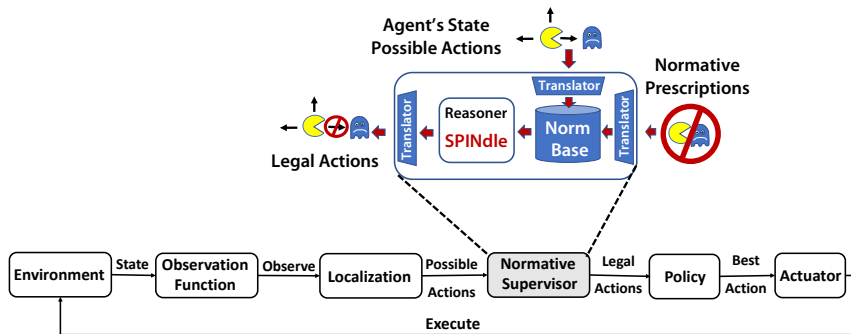 Agent's State
Possible Actions
Normative
Prescriptions
Translator
Translator
Reasoner
SPINdle
Norm
Base
Translator
Legal Actions
Environment
State
Observation
Function
Observe
Localization
Possible
Actions
Normative
Supervisor
Legal
Actions
Policy
Best
Action
Actuator
Execute